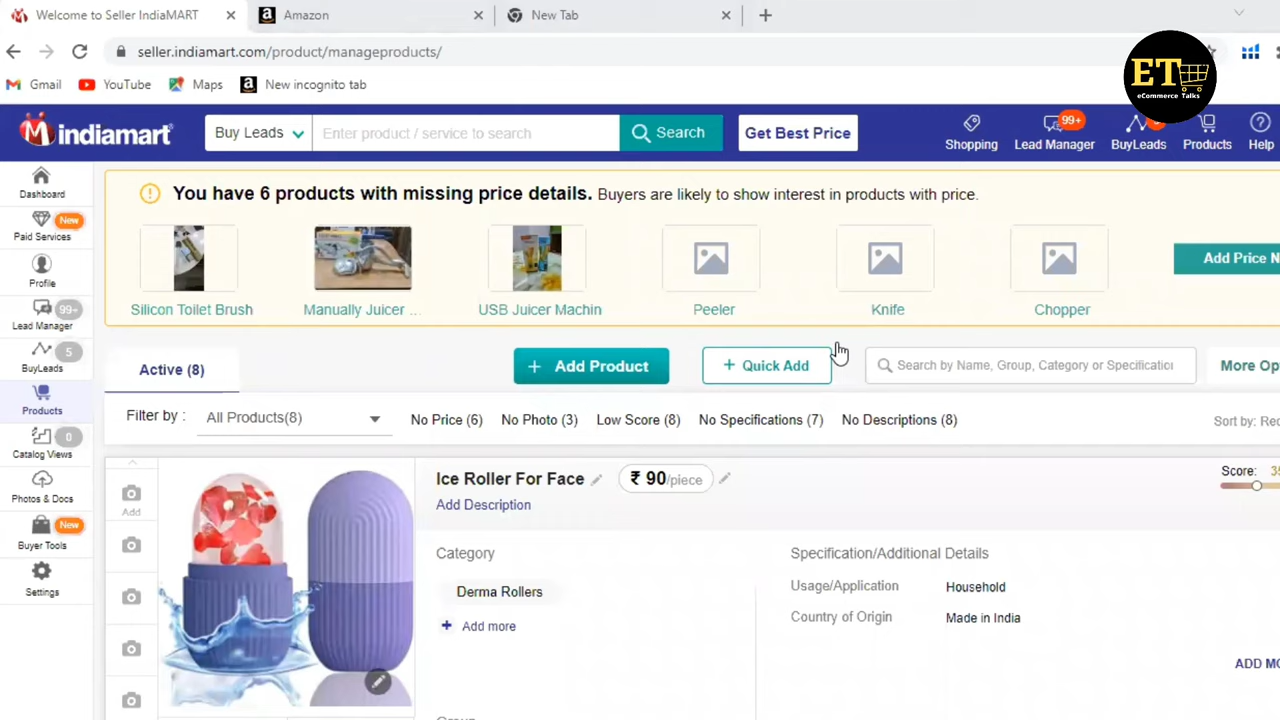 Welcome to Seller IndiaMART
Amazon
New Tab
seller.indiamart.com/product/manageproducts/
Gmail
YouTube
Maps
New incognito tab
ET
eCommerce Talks
indiamart
Buy Leads
Enter product / service to search
Search
Get Best Price
Shopping
99+
Lead Manager
BuyLeads
Products
Help
Dashboard
New
Paid Services
Profile
99+
Lead Manager
5
BuyLeads
Products
0
Catalog Views
Photos & Docs
New
Buyer Tools
Settings
You have 6 products with missing price details. Buyers are likely to show interest in products with price.
Silicon Toilet Brush
Manually Juicer ...
USB Juicer Machin
Peeler
Knife
Chopper
Add Price N
Active (8)
+ Add Product
+ Quick Add
Search by Name, Group, Category or Specificatio
More Op
Filter by :
All Products(8)
No Price (6)
No Photo (3)
Low Score (8)
No Specifications (7)
No Descriptions (8)
Sort by: Re
Add
Ice Roller For Face
₹ 90/piece
Score: 35
Add Description
Category
Derma Rollers
+ Add more
Specification/Additional Details
Usage/Application Household
Country of Origin Made in India
ADD MO